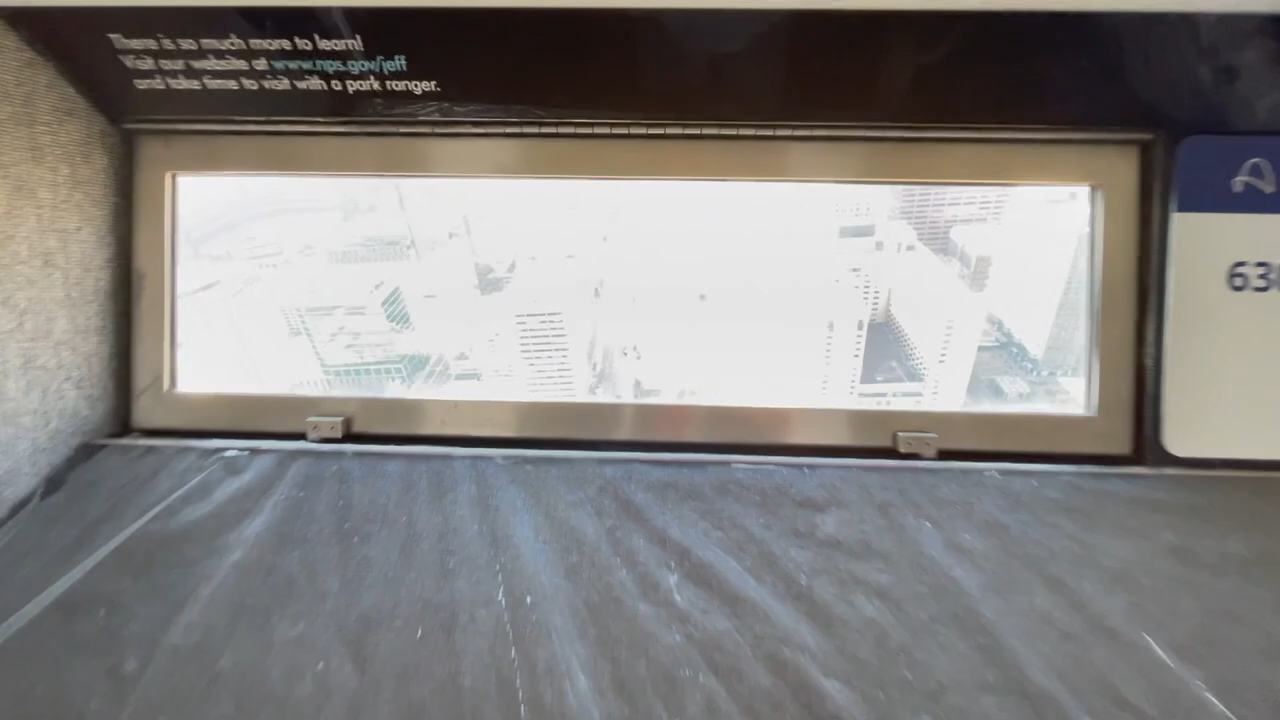 There is so much more to learn!
Visit our website at www.nps.gov/jeff
and take time to visit with a park ranger.